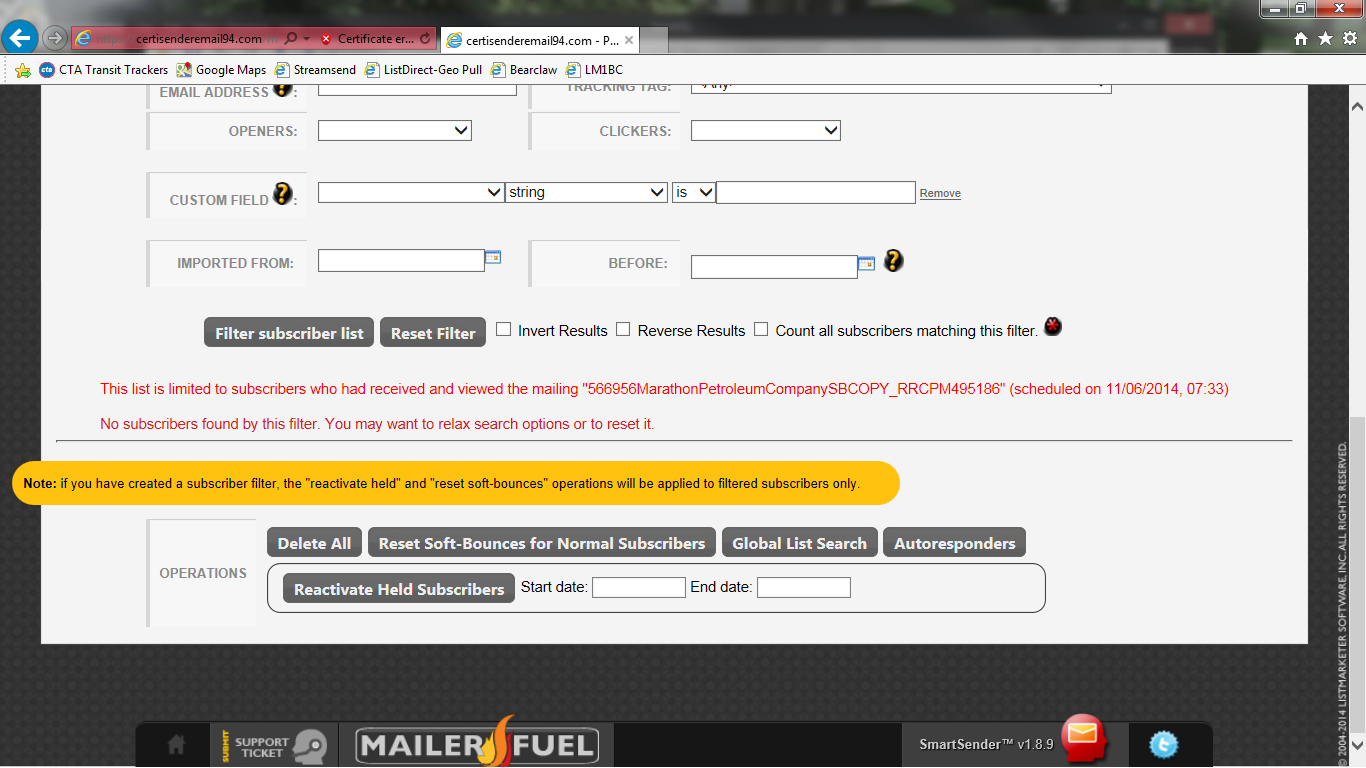 certisenderemail94.com
Certificate er...
certisenderemail94.com - P...
CTA Transit Trackers
Google Maps
Streamsend
ListDirect-Geo Pull
Bearclaw
LM1BC
EMAIL ADDRESS :
TRACKING TAG:
OPENERS:
CLICKERS:
CUSTOM FIELD :
string
is
Remove
IMPORTED FROM:
BEFORE:
Filter subscriber list
Reset Filter
Invert Results
Reverse Results
Count all subscribers matching this filter.
This list is limited to subscribers who had received and viewed the mailing "566956MarathonPetroleumCompanySBCOPY_RRCPM495186" (scheduled on 11/06/2014, 07:33)
No subscribers found by this filter. You may want to relax search options or to reset it.
Note: if you have created a subscriber filter, the "reactivate held" and "reset soft-bounces" operations will be applied to filtered subscribers only.
OPERATIONS
Delete All
Reset Soft-Bounces for Normal Subscribers
Global List Search
Autoresponders
Reactivate Held Subscribers
Start date:
End date:
SUBMIT
SUPPORT
TICKET
MAILER FUEL
SmartSender™ v1.8.9
© 2004-2014 LISTMARKETER SOFTWARE, INC. ALL RIGHTS RESERVED.